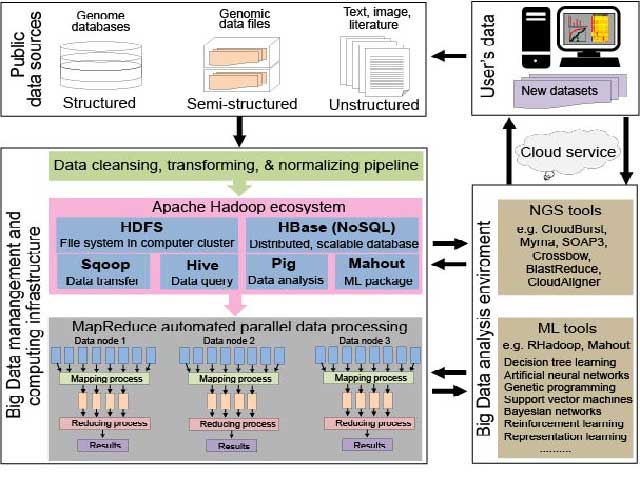 Public
data sources
Genome
databases
Structured
Genomic
data files
Semi-structured
Text, image,
literature
Unstructured
User's data
New datasets
Cloud service
Big Data manangement and
computing infrastructure
Data cleansing, transforming, & normalizing pipeline
Apache Hadoop ecosystem
HDFS
File system in computer cluster
HBase (NoSQL)
Distributed, scalable database
Sqoop
Data transfer
Hive
Data query
Pig
Data analysis
Mahout
ML package
MapReduce automated parallel data processing
Data node 1
Data node 2
Data node 3
Mapping process
Mapping process
Mapping process
Reducing process
Reducing process
Reducing process
Results
Results
Results
Big Data analysis enviroment
NGS tools
e.g. CloudBurst,
Myrna, SOAP3,
Crossbow,
BlastReduce,
CloudAligner
ML tools
e.g. RHadoop, Mahout
Decision tree learning
Artificial neural networks
Genetic programming
Support vector machines
Bayesian networks
Reinforcement learning
Representation learning
..........